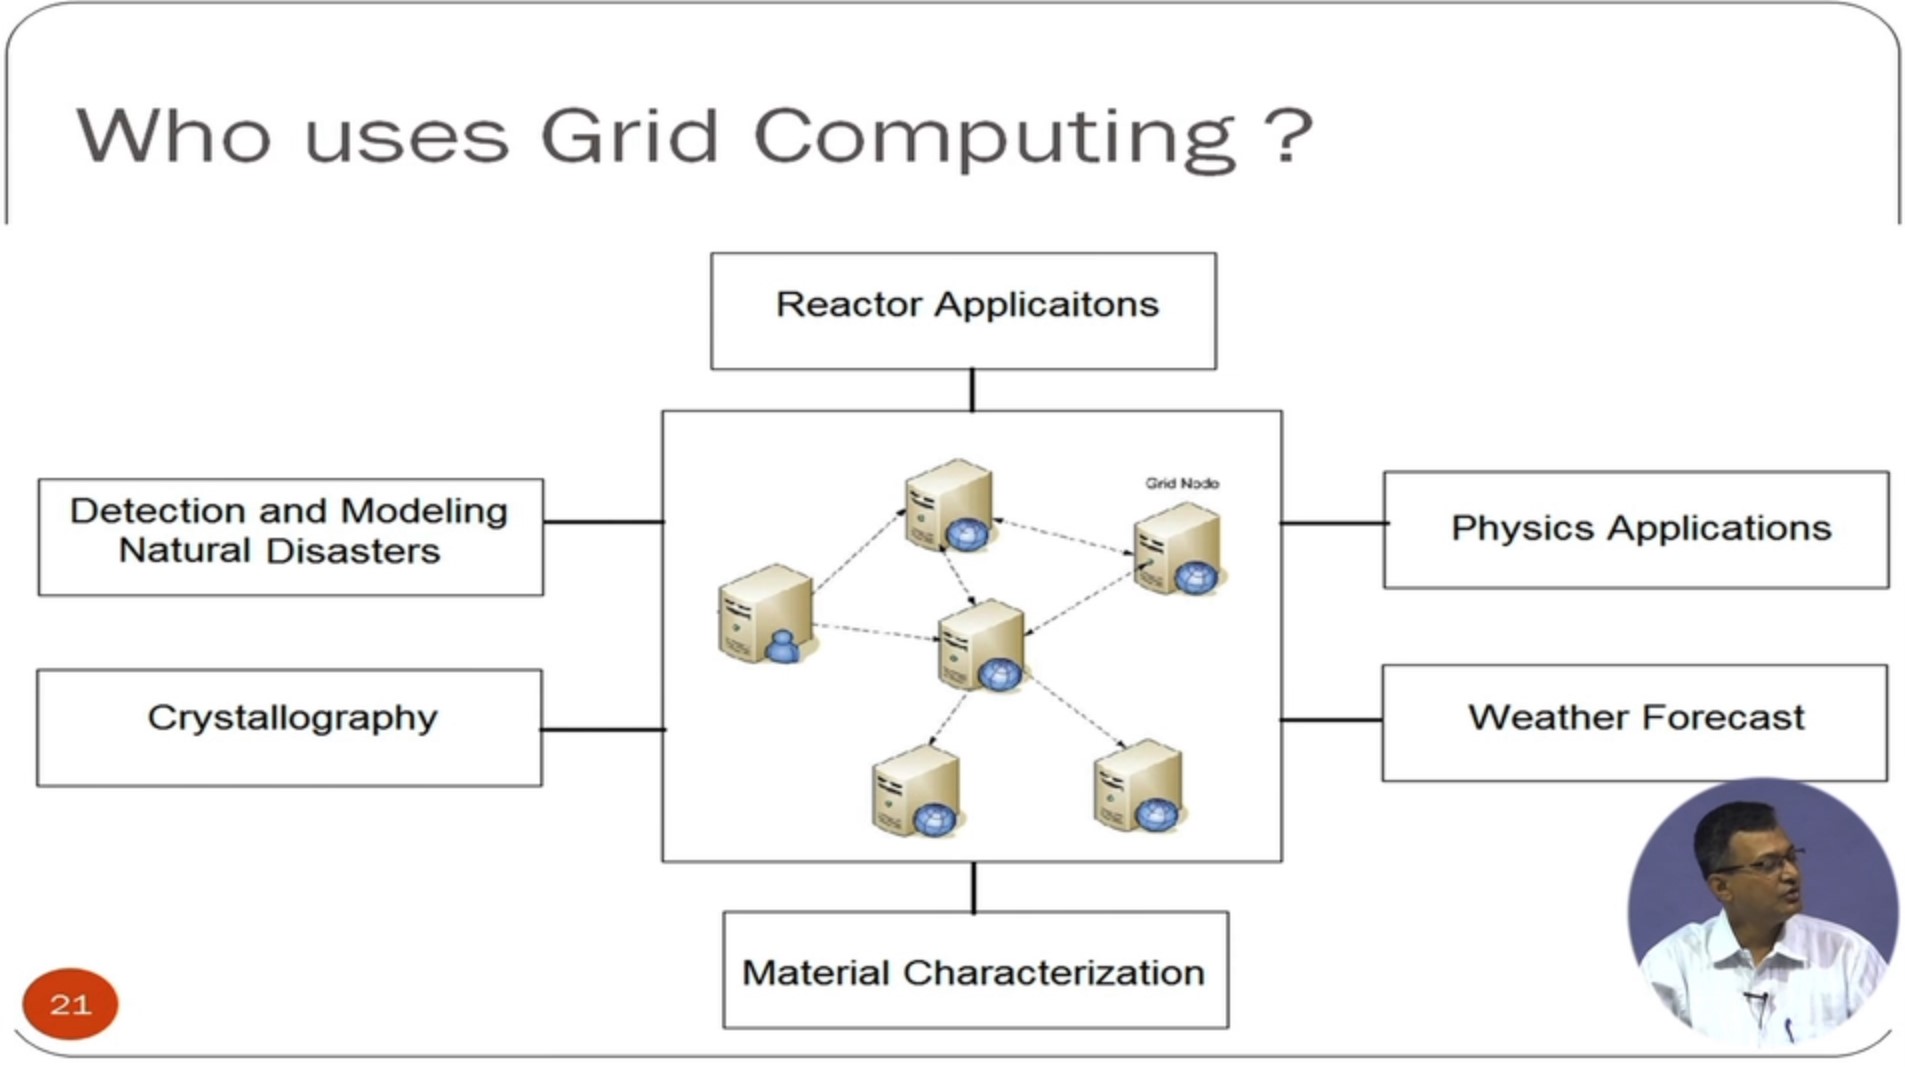 Who uses Grid Computing ?
Reactor Applicaitons
Grid Node
Detection and Modeling
Natural Disasters
Physics Applications
Crystallography
Weather Forecast
Material Characterization
21